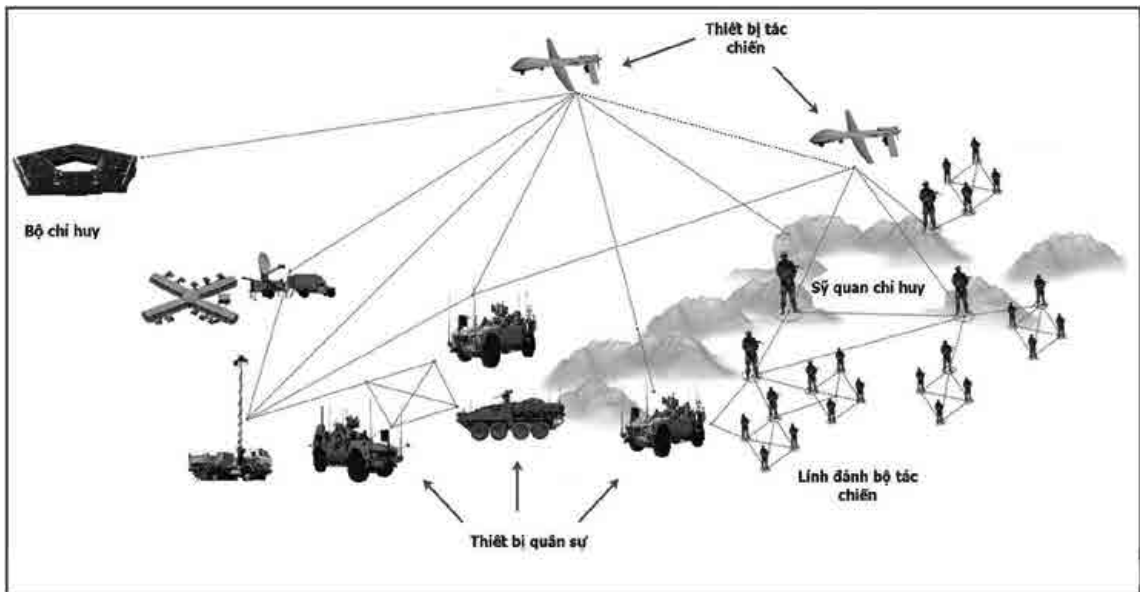 Thiết bị tác
chiến
Bộ chỉ huy
Sỹ quan chỉ huy
Lính đánh bộ tác
chiến
Thiết bị quân sự